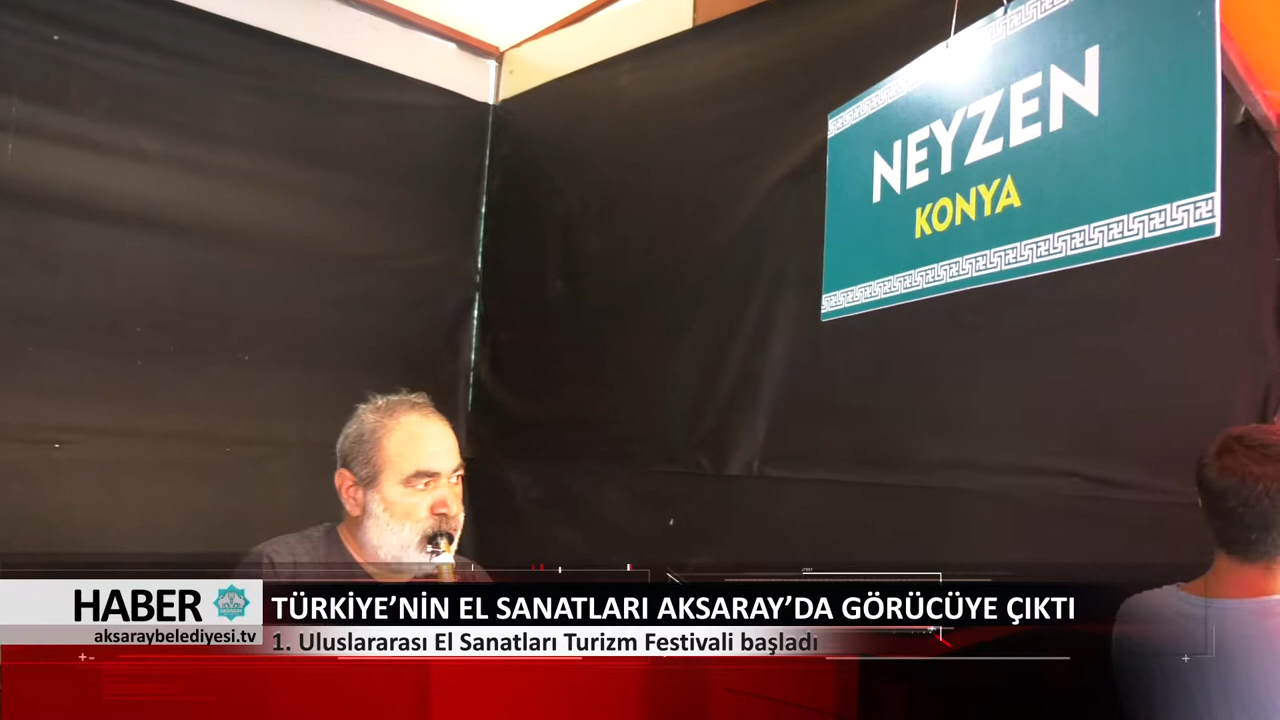 NEYZEN
KONYA
HABER
aksaraybelediyesi.tv
TÜRKİYE’NİN EL SANATLARI AKSARAY’DA GÖRÜCÜYE ÇIKTI
1. Uluslararası El Sanatları Turizm Festivali başladı